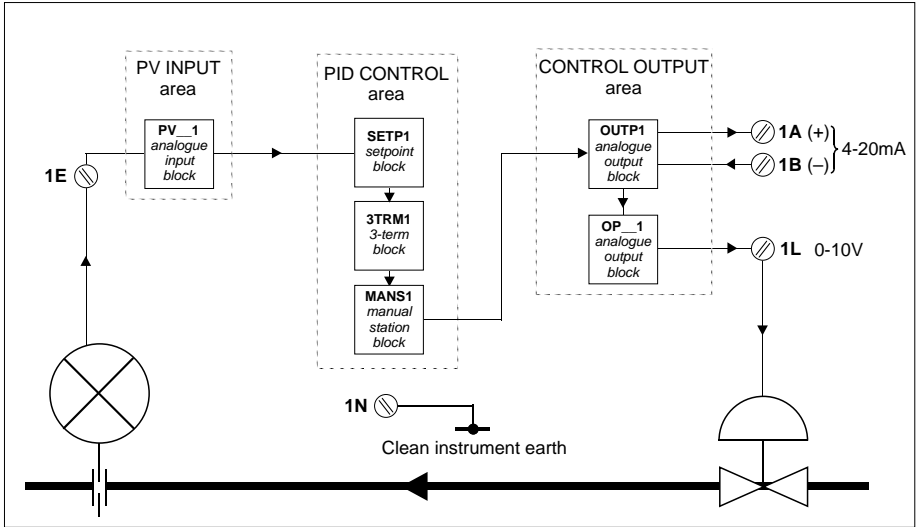 PV INPUT
area
PV__1
analogue
input
block
1E
PID CONTROL
area
SETP1
setpoint
block
3TRM1
3-term
block
MANS1
manual
station
block
CONTROL OUTPUT
area
OUTP1
analogue
output
block
OP__1
analogue
output
block
1A (+)
1B (–)
4-20mA
1L 0-10V
1N
Clean instrument earth